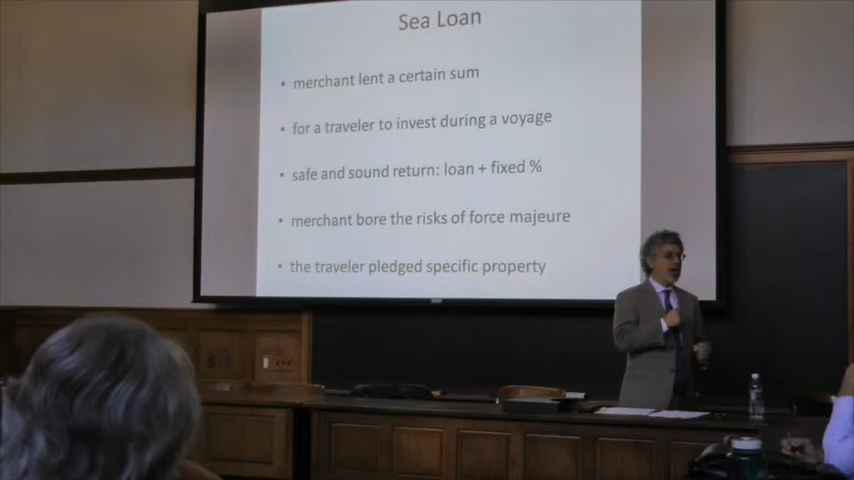 Sea Loan
• merchant lent a certain sum
• for a traveler to invest during a voyage
• safe and sound return: loan + fixed %
• merchant bore the risks of force majeure
• the traveler pledged specific property